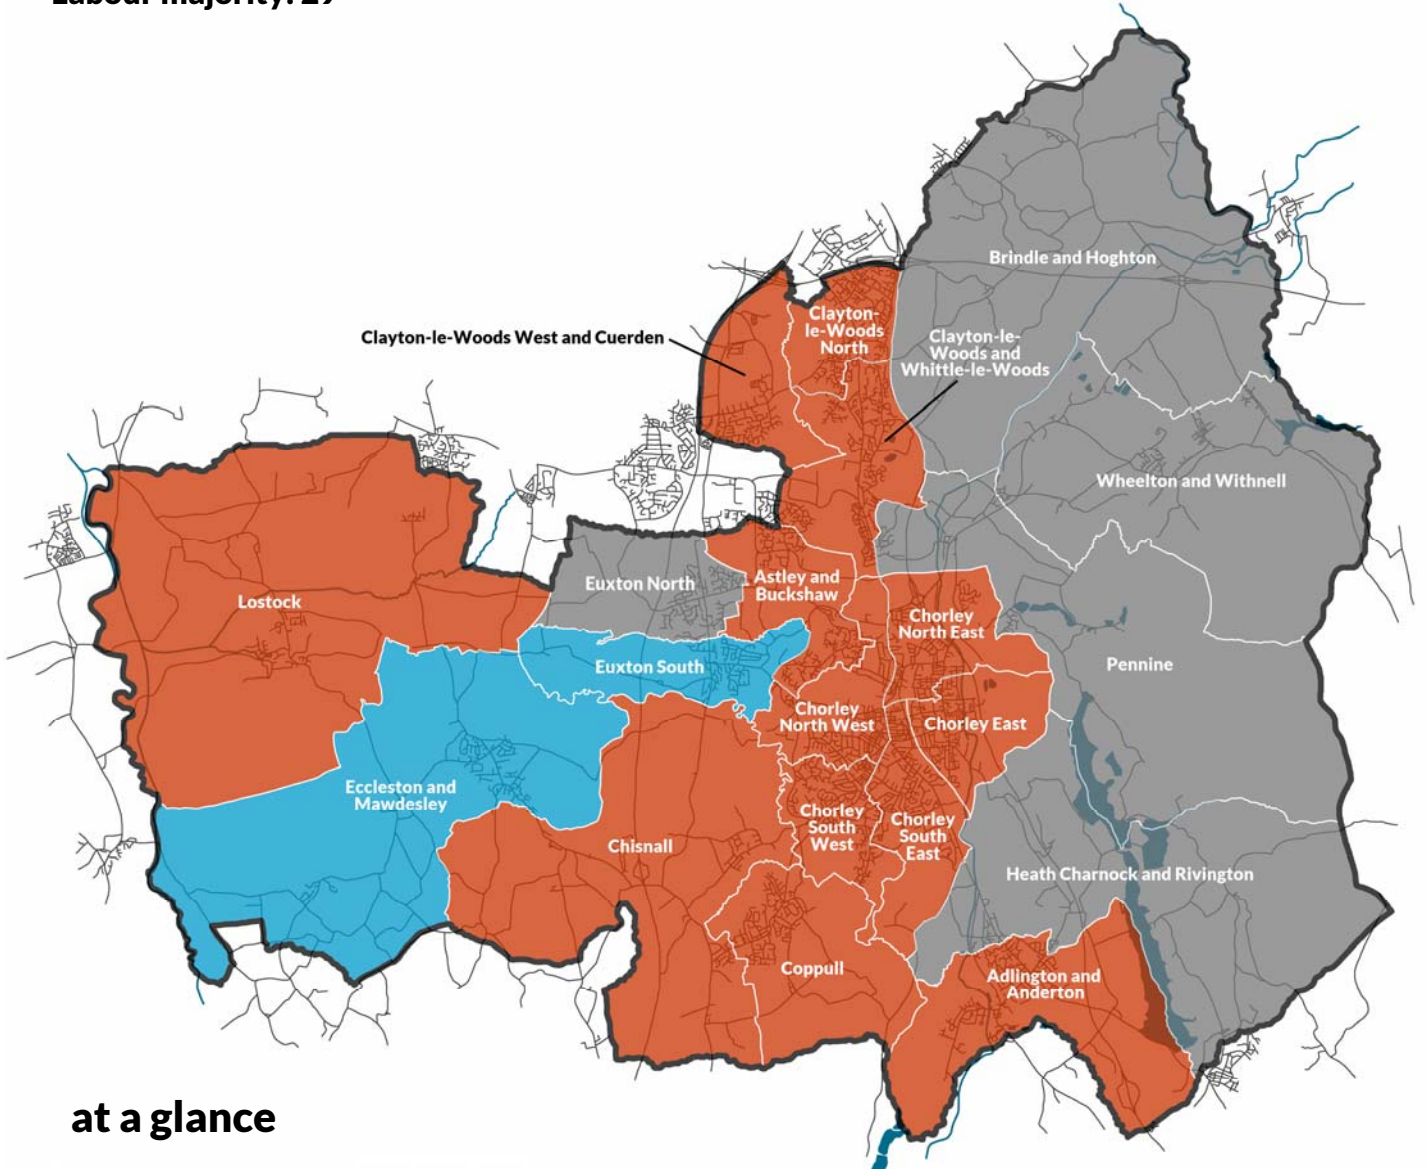 Labour majority: 29
Brindle and Hoghton
Clayton-
le-Woods
North
Clayton-le-Woods West and Cuerden
Clayton-le-
Woods and
Whittle-le-Woods
Wheelton and Withnell
Euxton North
Astley and
Buckshaw
Lostock
Chorley
North East
Euxton South
Pennine
Chorley
North West
Chorley East
Eccleston and
Mawdesley
Chorley
South
West
Chorley
South
East
Chisnall
Heath Charnock and Rivington
Coppull
Adlington and
Anderton
at a glance